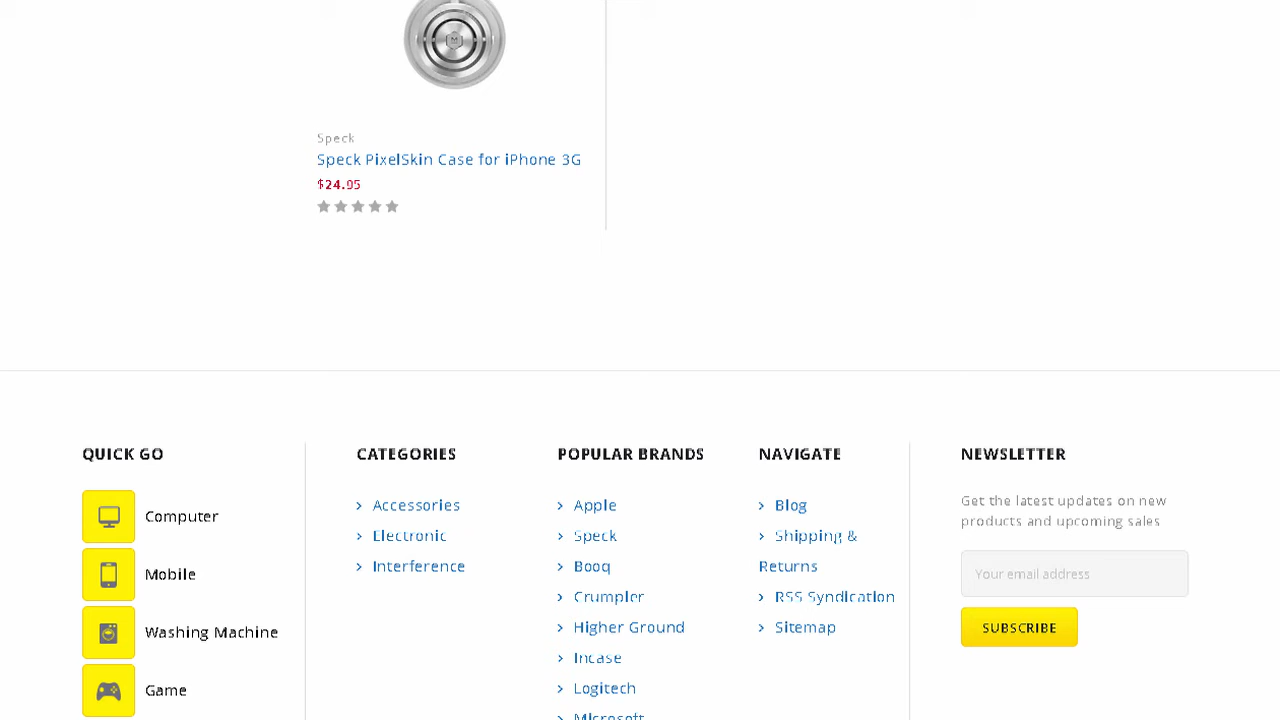 Speck
Speck PixelSkin Case for iPhone 3G
$24.95
QUICK GO
Computer
Mobile
Washing Machine
Game
CATEGORIES
Accessories
Electronic
Interference
POPULAR BRANDS
Apple
Speck
Booq
Crumpler
Higher Ground
Incase
Logitech
Microsoft
NAVIGATE
Blog
Shipping &
Returns
RSS Syndication
Sitemap
NEWSLETTER
Get the latest updates on new
products and upcoming sales
Your email address
SUBSCRIBE